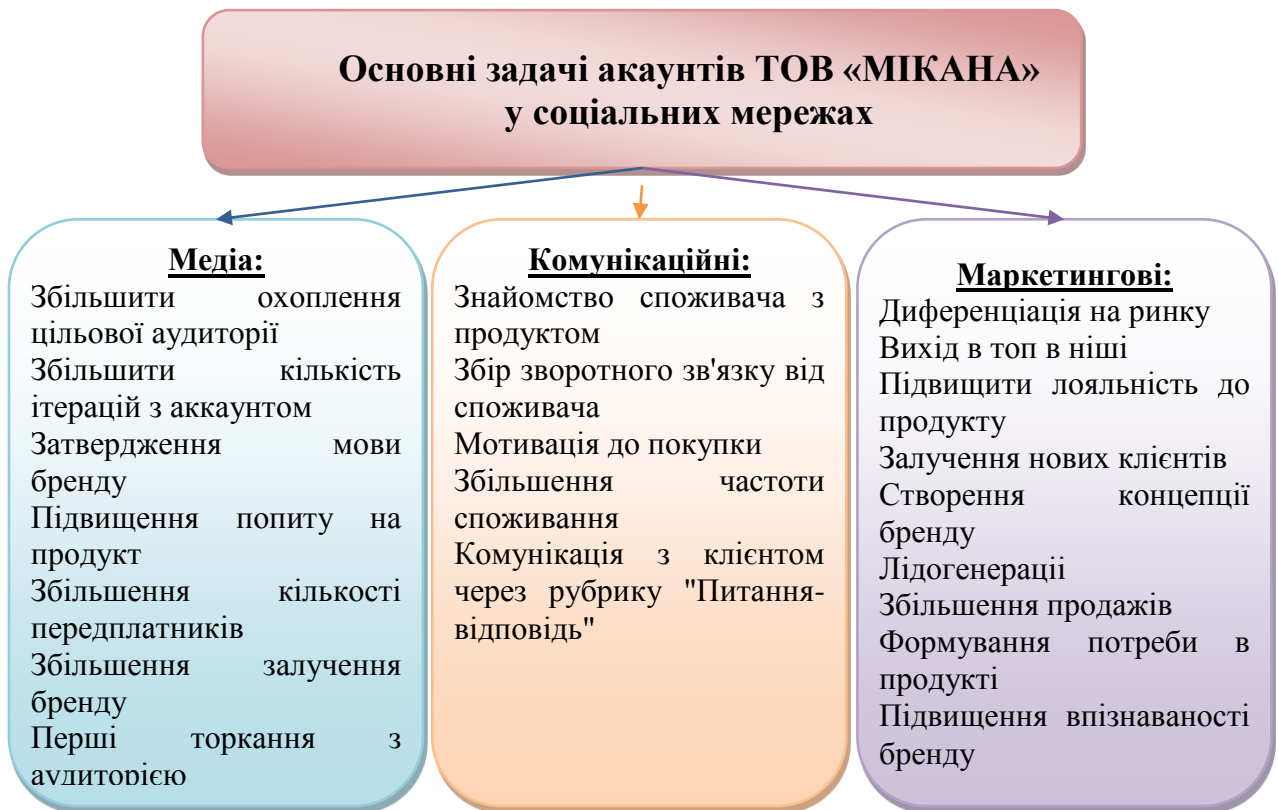 Основні задачі акаунтів ТОВ «МІКАНА»
у соціальних мережах
Медіа:
Збільшити охоплення
цільової аудиторії
Збільшити кількість
ітерацій з аккаунтом
Затвердження мови
бренду
Підвищення попиту на
продукт
Збільшення кількості
передплатників
Збільшення залучення
бренду
Перші торкання з
аудиторією
Комунікаційні:
Знайомство споживача з
продуктом
Збір зворотного зв'язку від
споживача
Мотивація до покупки
Збільшення частоти
споживання
Комунікація з клієнтом
через рубрику "Питання-
відповідь"
Маркетингові:
Диференціація на ринку
Вихід в топ в ніші
Підвищити лояльність до
продукту
Залучення нових клієнтів
Створення концепції
бренду
Лідогенерації
Збільшення продажів
Формування потреби в
продукті
Підвищення впізнаваності
бренду